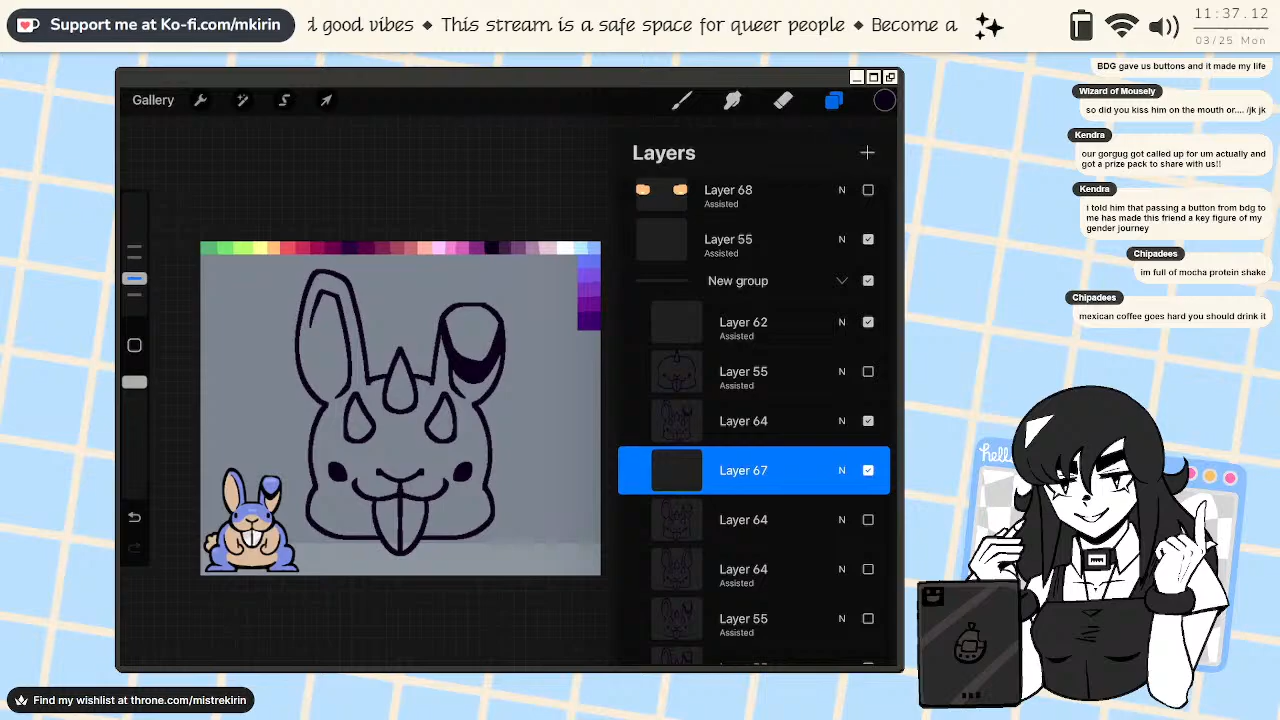 Support me at Ko-fi.com/mkirin
d good vibes ⬥ This stream is a safe space for queer people ⬥ Become a
11:37.12
03/25 Mon
BDG gave us buttons and it made my life
Wizard of Mousely
so did you kiss him on the mouth or.... /jk jk
Kendra
our gorgug got called up for um actually and
got a prize pack to share with us!!
Kendra
I told him that passing a button from bdg to
me has made this friend a key figure of my
gender journey
Chipadees
im full of mocha protein shake
Chipadees
mexican coffee goes hard you should drink it
Gallery
Layers
Layer 68
Assisted
N
Layer 55
Assisted
N
New group
Layer 62
Assisted
N
Layer 55
Assisted
N
Layer 64
N
Layer 67
N
Layer 64
N
Layer 64
Assisted
N
Layer 55
Assisted
N
hello
Find my wishlist at throne.com/mistrekirin